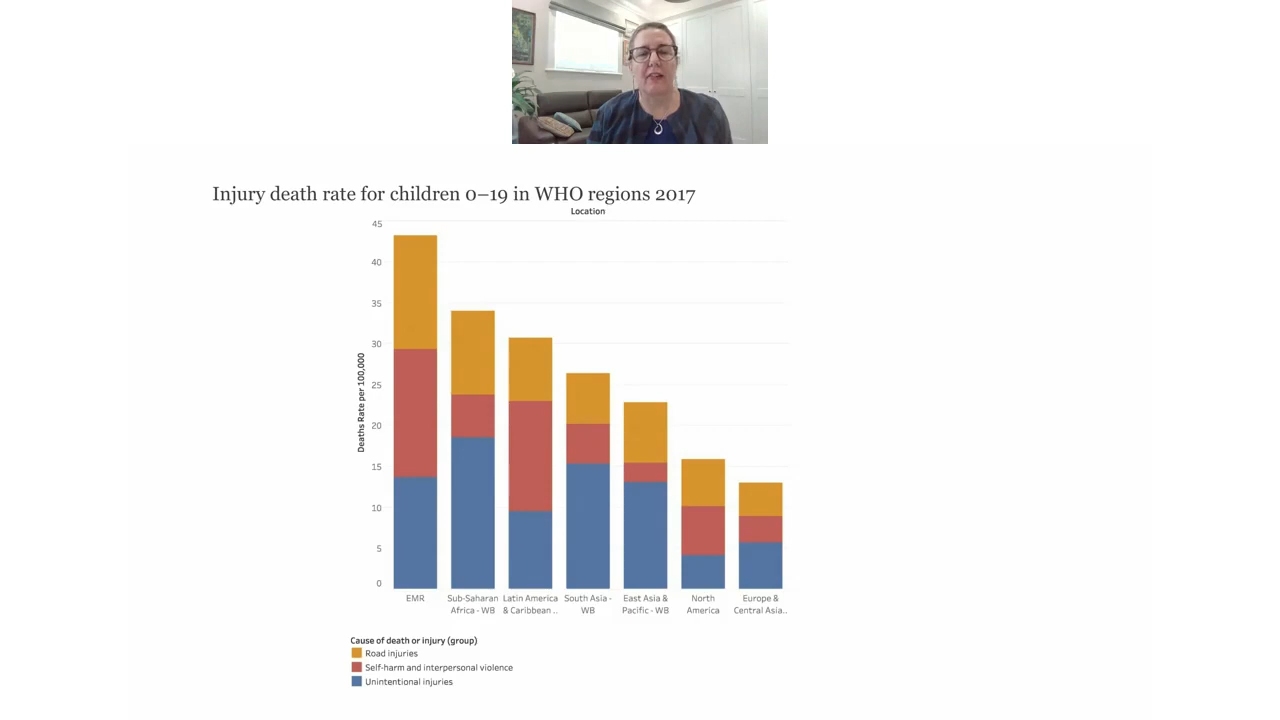 Injury death rate for children 0–19 in WHO regions 2017
Location
Deaths Rate per 100,000
45
40
35
30
25
20
15
10
5
0
EMR
Sub-Saharan
Africa - WB
Latin America
& Caribbean ..
South Asia -
WB
East Asia &
Pacific - WB
North
America
Europe &
Central Asia..
Cause of death or injury (group)
Road injuries
Self-harm and interpersonal violence
Unintentional injuries